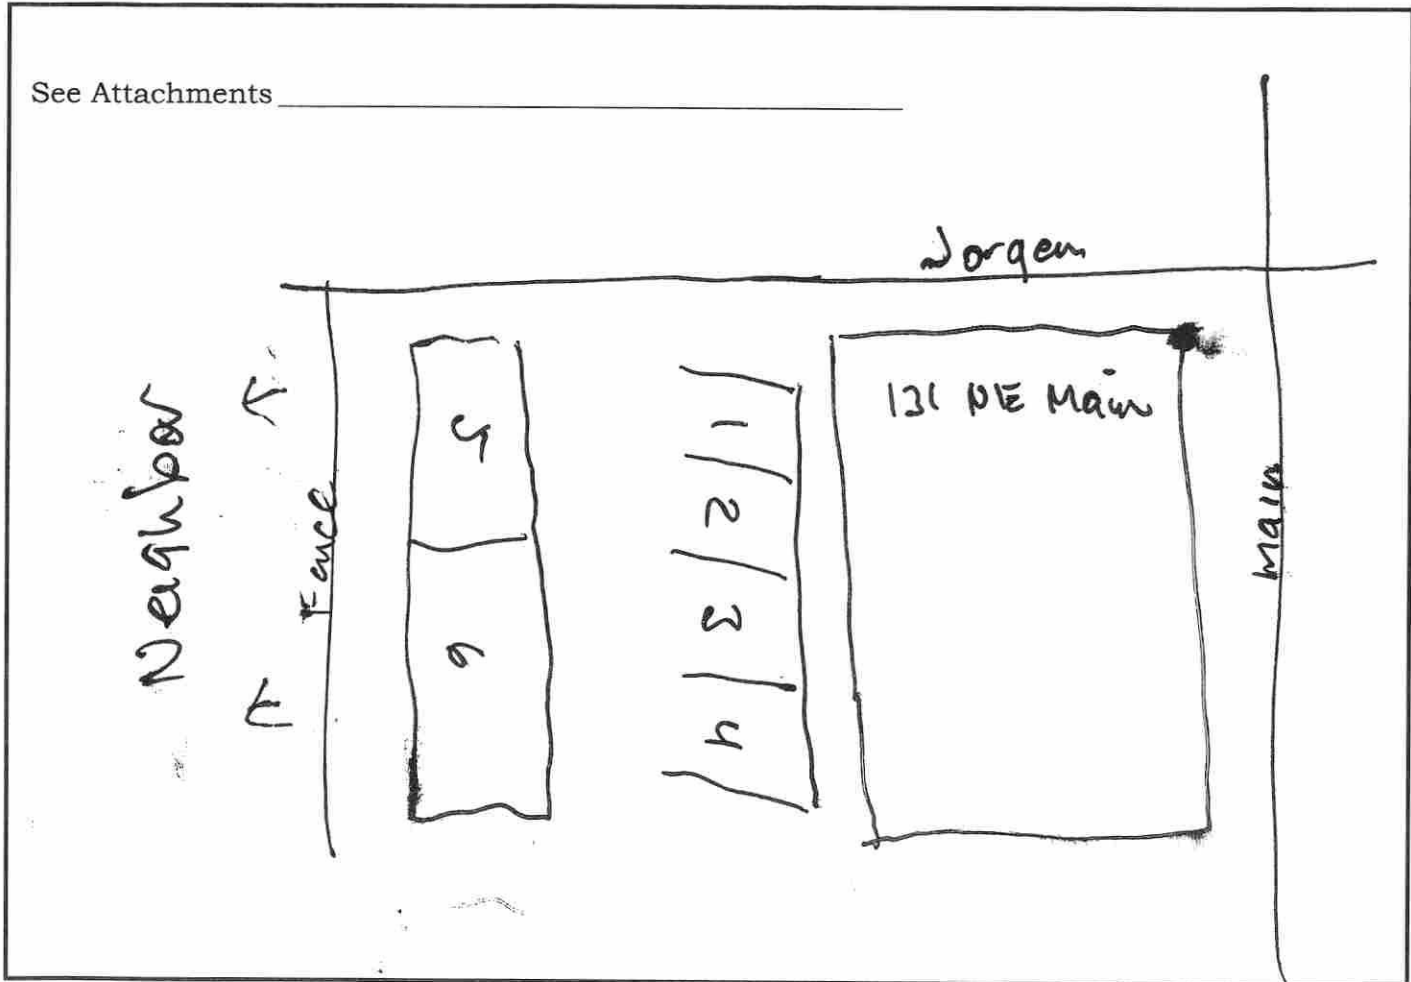 See Attachments
Jorgen
131 NE Main
Main
Neighbor
Fence
1
2
3
4
5
6